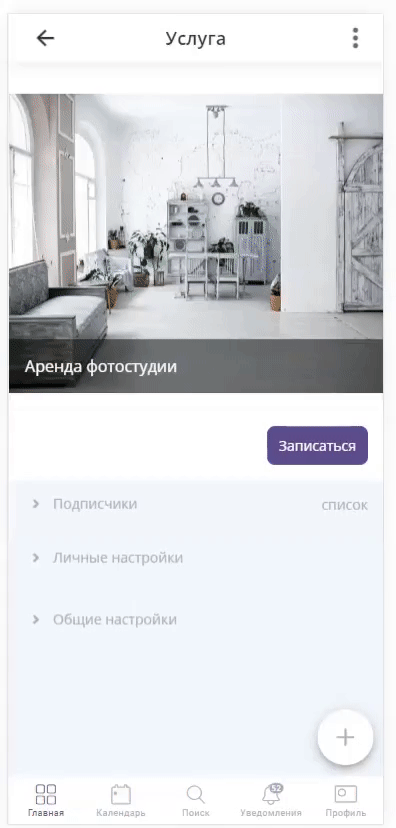 Услуга
Аренда фотостудии
Записаться
Подписчики список
Личные настройки
Общие настройки
52
Главная Календарь Поиск Уведомления Профиль